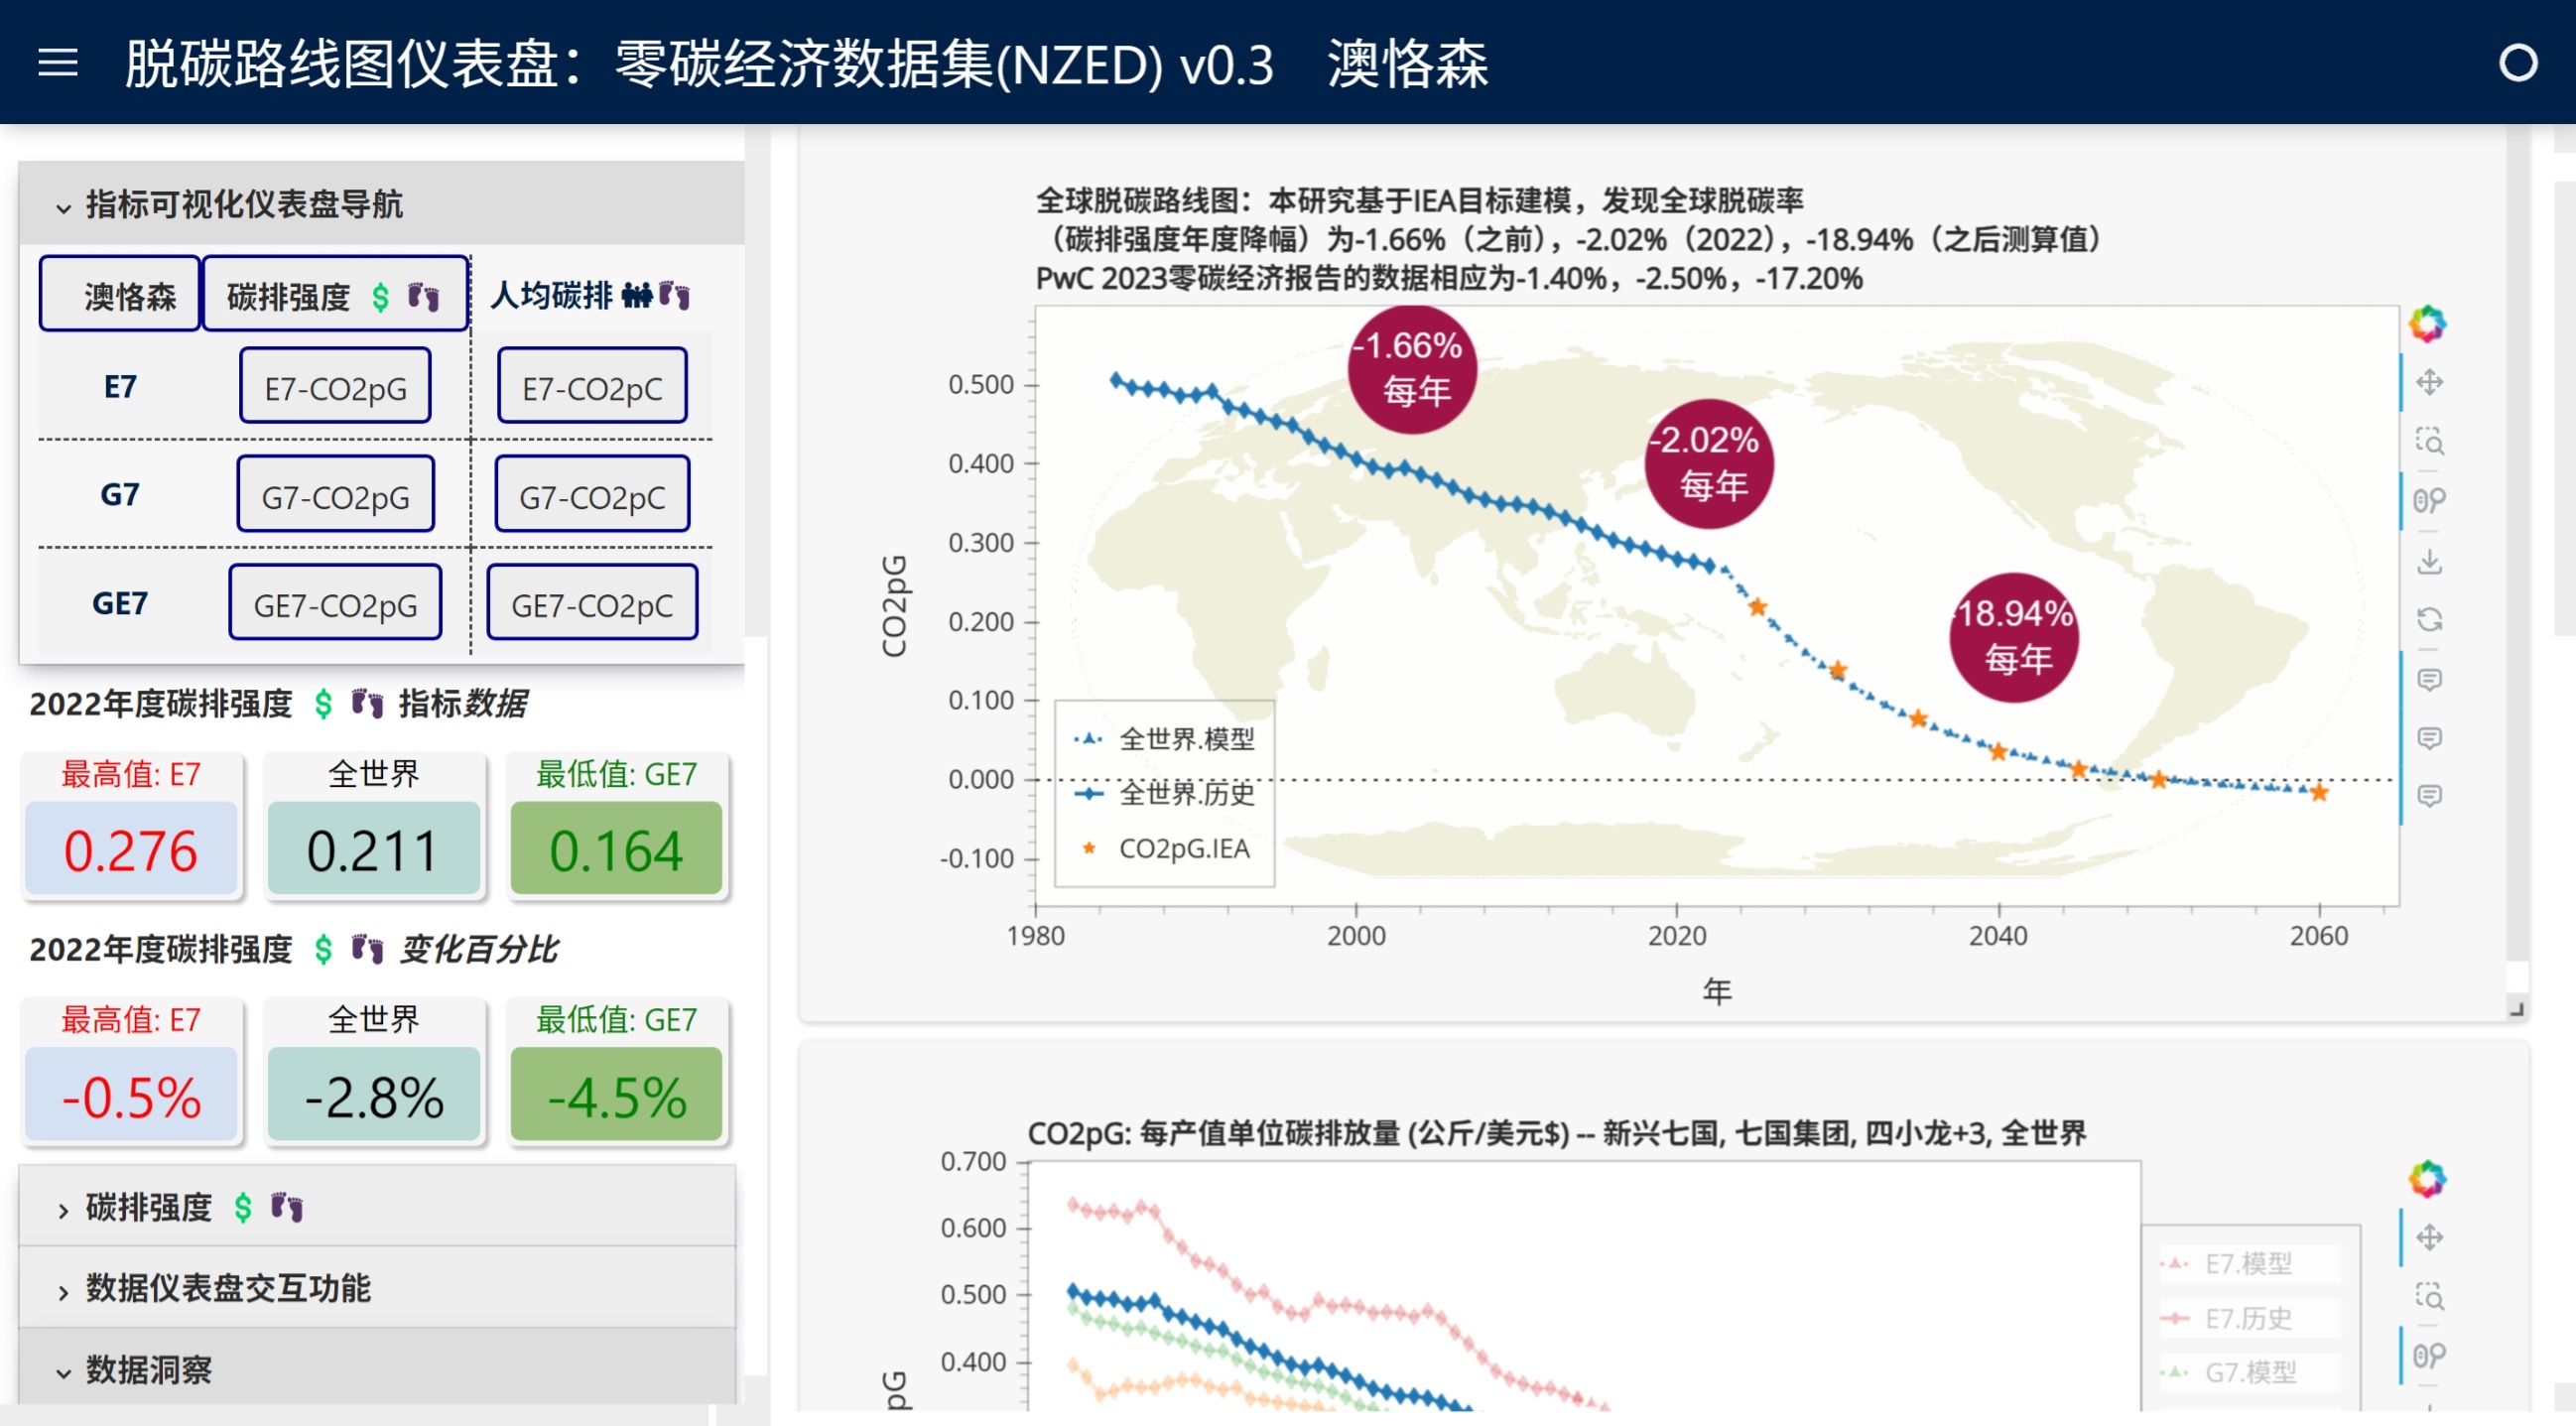 脱碳路线图仪表盘：零碳经济数据集(NZED) v0.3 澳恪森
指标可视化仪表盘导航
澳恪森 碳排强度 人均碳排
E7 E7-CO2pG E7-CO2pC
G7 G7-CO2pG G7-CO2pC
GE7 GE7-CO2pG GE7-CO2pC
2022年度碳排强度 指标数据
最高值: E7 全世界 最低值: GE7
0.276 0.211 0.164
2022年度碳排强度 变化百分比
最高值: E7 全世界 最低值: GE7
-0.5% -2.8% -4.5%
碳排强度
数据仪表盘交互功能
数据洞察
全球脱碳路线图：本研究基于IEA目标建模，发现全球脱碳率
（碳排强度年度降幅）为-1.66%（之前），-2.02%（2022），-18.94%（之后测算值）
PwC 2023零碳经济报告的数据相应为-1.40%，-2.50%，-17.20%
-1.66%
每年
-2.02%
每年
-18.94%
每年
CO2pG
0.500
0.400
0.300
0.200
0.100
0.000
-0.100
全世界.模型
全世界.历史
CO2pG.IEA
1980 2000 2020 2040 2060
年
CO2pG: 每产值单位碳排放量 (公斤/美元$) -- 新兴七国, 七国集团, 四小龙+3, 全世界
0.700
0.600
0.500
0.400
pG
E7.模型
E7.历史
G7.模型